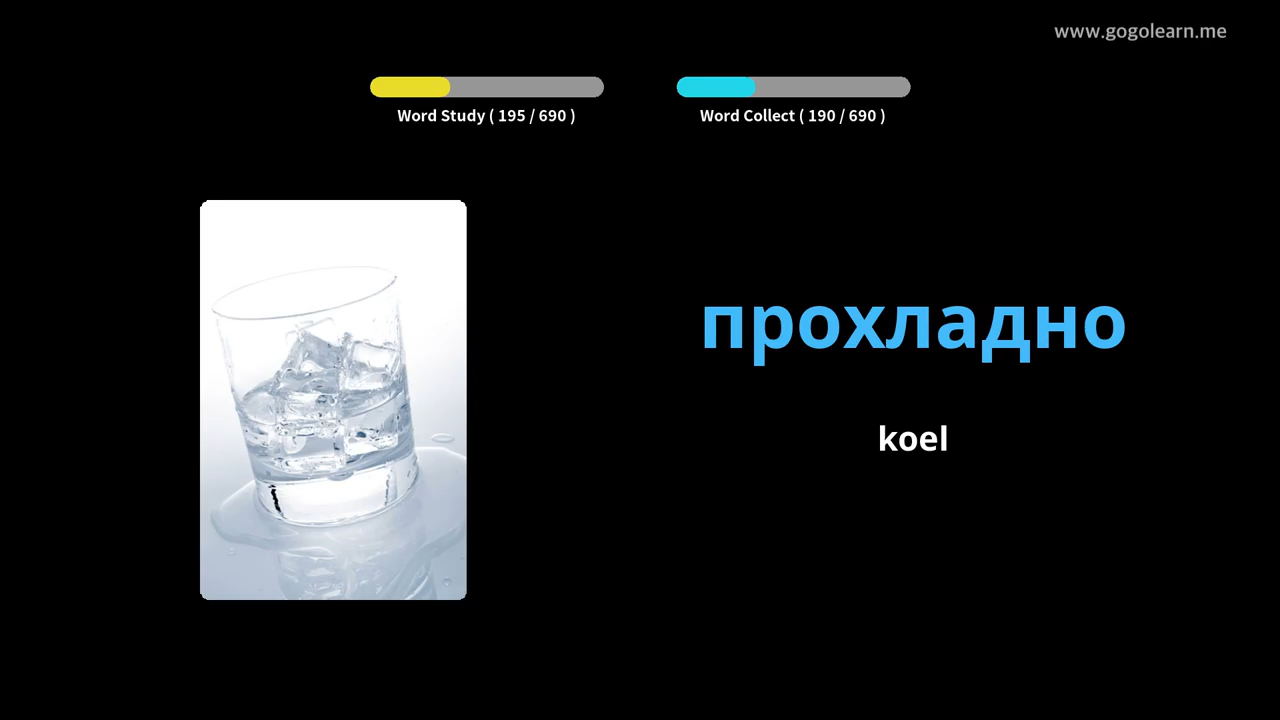 www.gogolearn.me
Word Study ( 195 / 690 )
Word Collect ( 190 / 690 )
прохладно
koel